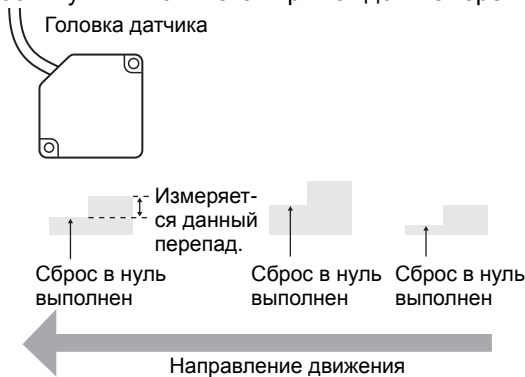 Головка датчика
Измеряет-
ся данный
перепад.
Сброс в нуль
выполнен
Сброс в нуль
выполнен
Сброс в нуль
выполнен
Направление движения